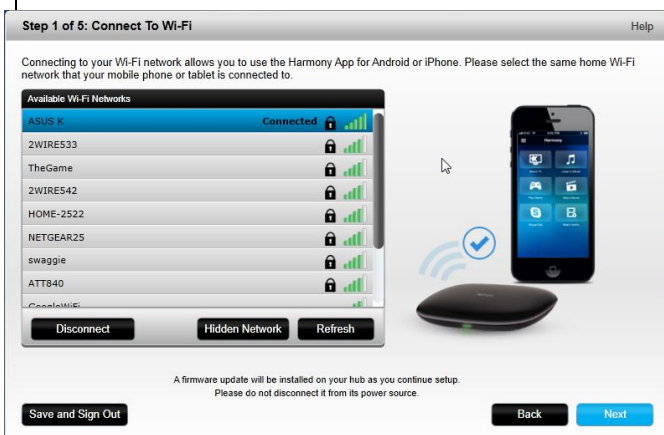 Step 1 of 5: Connect To Wi-Fi
Help
Connecting to your Wi-Fi network allows you to use the Harmony App for Android or iPhone. Please select the same home Wi-Fi
network that your mobile phone or tablet is connected to.
Available Wi-Fi Networks
ASUS K Connected
2WIRE533
TheGame
2WIRE542
HOME-2522
NETGEAR25
swaggie
ATT840
GoogleWiFi
Harmony
Disconnect
Hidden Network
Refresh
A firmware update will be installed on your hub as you continue setup.
Please do not disconnect it from its power source.
Save and Sign Out
Back
Next